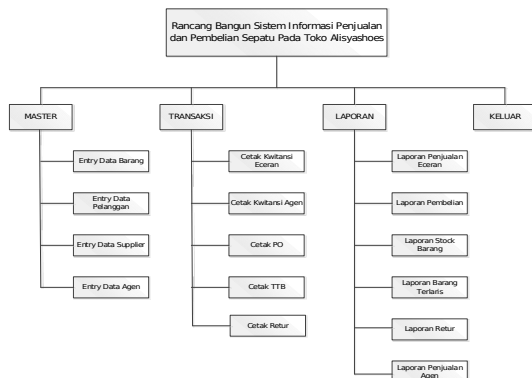 Rancang Bangun Sistem Informasi Penjualan
dan Pembelian Sepatu Pada Toko Alisyashoes
MASTER
TRANSAKSI
LAPORAN
KELUAR
Entry Data Barang
Entry Data
Pelanggan
Entry Data Supplier
Entry Data Agen
Cetak Kwitansi
Eceran
Cetak Kwitansi Agen
Cetak PO
Cetak TTB
Cetak Retur
Laporan Penjualan
Eceran
Laporan Pembelian
Laporan Stock
Barang
Laporan Barang
Terlaris
Laporan Retur
Laporan Penjualan
Agen